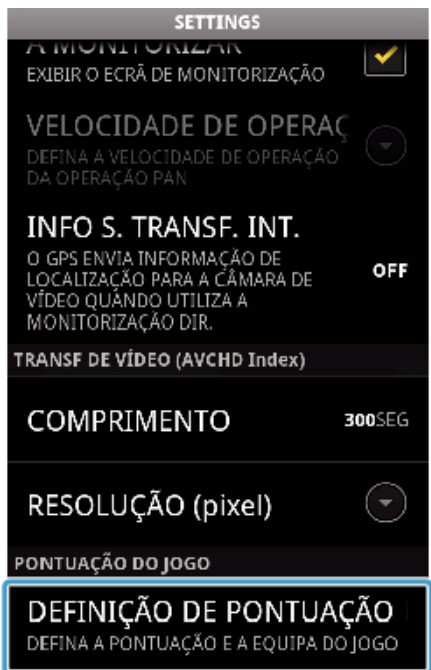 SETTINGS
A MONITORIZAR
EXIBIR O ECRÃ DE MONITORIZAÇÃO
VELOCIDADE DE OPERAÇ
DEFINA A VELOCIDADE DE OPERAÇÃO
DA OPERAÇÃO PAN
INFO S. TRANSF. INT.
O GPS ENVIA INFORMAÇÃO DE
LOCALIZAÇÃO PARA A CÂMARA DE
VÍDEO QUANDO UTILIZA A
MONITORIZAÇÃO DIR.
OFF
TRANSF DE VÍDEO (AVCHD Index)
COMPRIMENTO 300SEG
RESOLUÇÃO (pixel)
PONTUAÇÃO DO JOGO
DEFINIÇÃO DE PONTUAÇÃO
DEFINA A PONTUAÇÃO E A EQUIPA DO JOGO